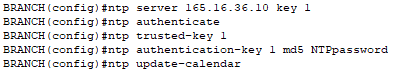 BRANCH(config)#ntp server 165.16.36.10 key 1
BRANCH(config)#ntp authenticate
BRANCH(config)#ntp trusted-key 1
BRANCH(config)#ntp authentication-key 1 md5 NTPpassword
BRANCH(config)#ntp update-calendar